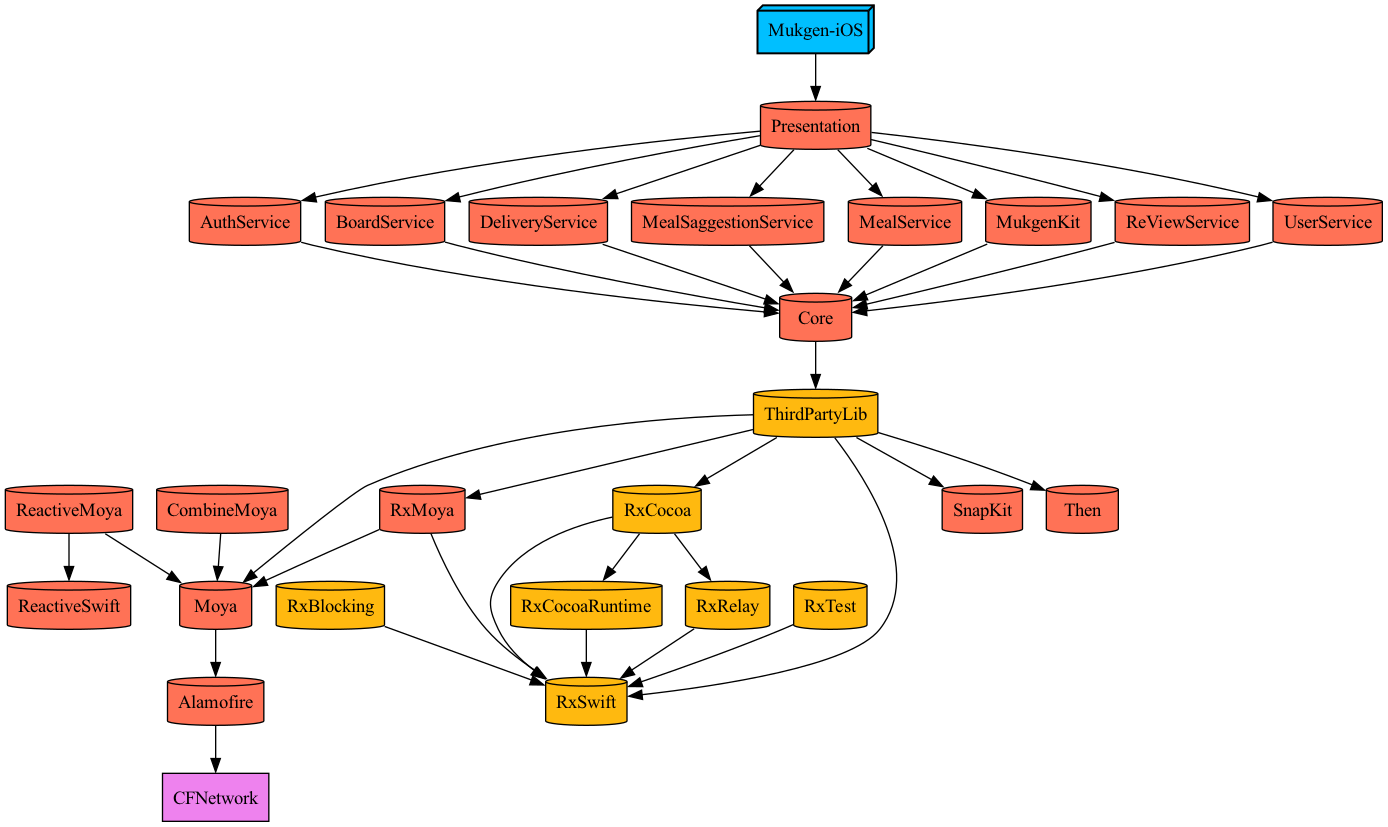 Mukgen-iOS
Presentation
AuthService
BoardService
DeliveryService
MealSaggestionService
MealService
MukgenKit
ReViewService
UserService
Core
ThirdPartyLib
ReactiveMoya
CombineMoya
RxMoya
RxCocoa
SnapKit
Then
ReactiveSwift
Moya
RxBlocking
RxCocoaRuntime
RxRelay
RxTest
Alamofire
RxSwift
CFNetwork